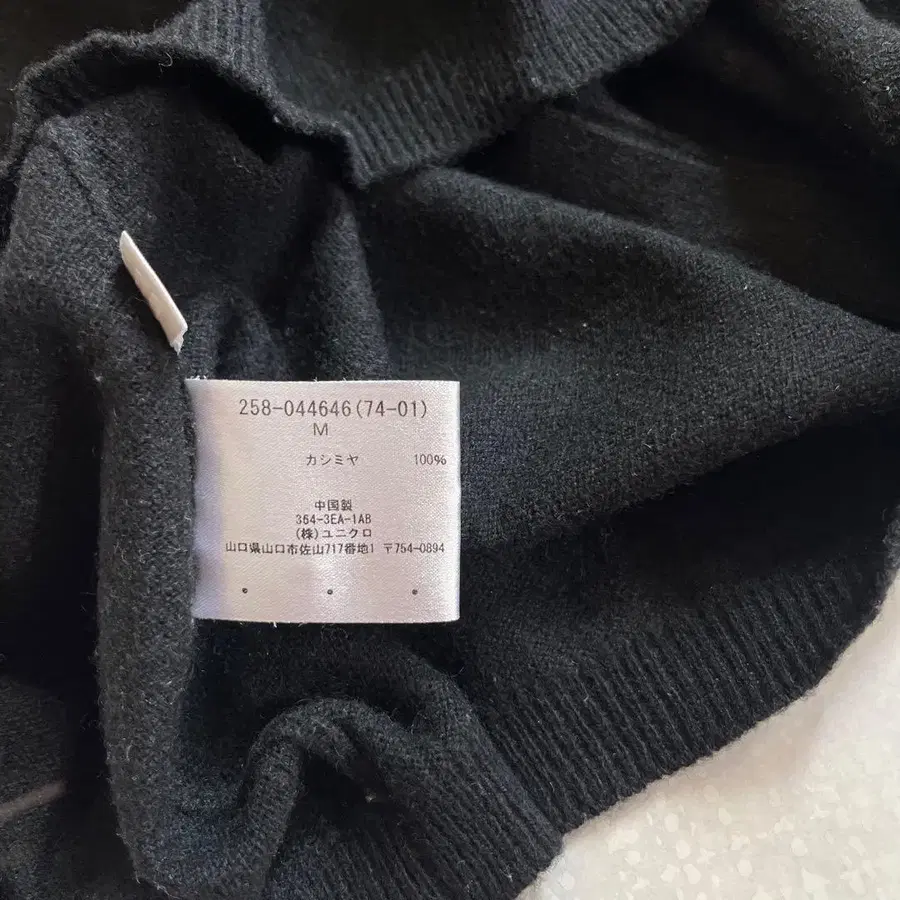 258-044646(74-01)
M
カシミヤ 100%
中国製
364-3EA-1AB
(株)ユニクロ
山口県山口市佐山717番地1 〒754-0894